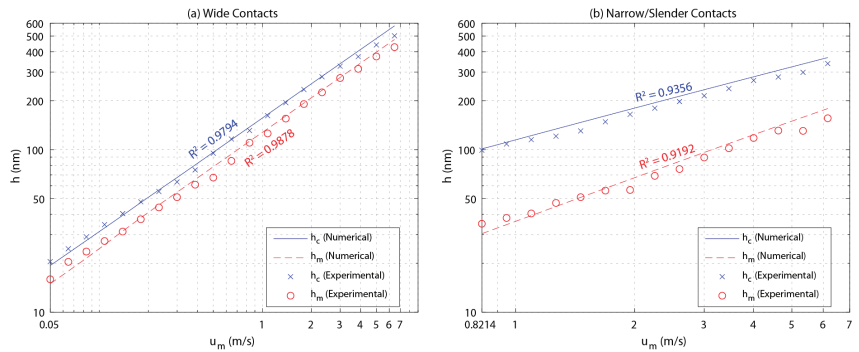 (a) Wide Contacts
600
500
400
300
200
100
50
10
h (nm)
R² = 0.9794
R² = 0.9878
h_c (Numerical)
h_m (Numerical)
h_c (Experimental)
h_m (Experimental)
0.05 1 2 3 4 5 6 7
u_m (m/s)
(b) Narrow/Slender Contacts
600
500
400
300
200
100
50
10
h (nm)
R² = 0.9356
R² = 0.9192
h_c (Numerical)
h_m (Numerical)
h_c (Experimental)
h_m (Experimental)
0.8214 1 2 3 4 5 6 7
u_m (m/s)